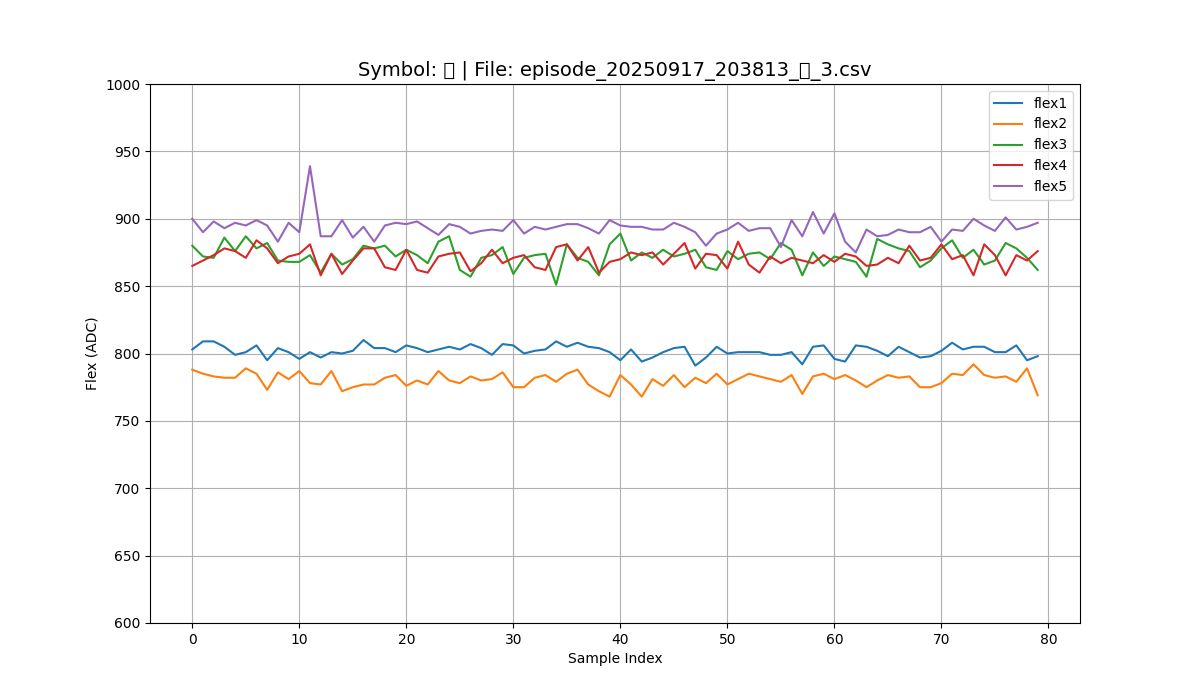 Symbol: | File: episode_20250917_203813_ _3.csv
1000
950
900
850
800
750
700
650
600
Flex (ADC)
0 10 20 30 40 50 60 70 80
Sample Index
flex1
flex2
flex3
flex4
flex5